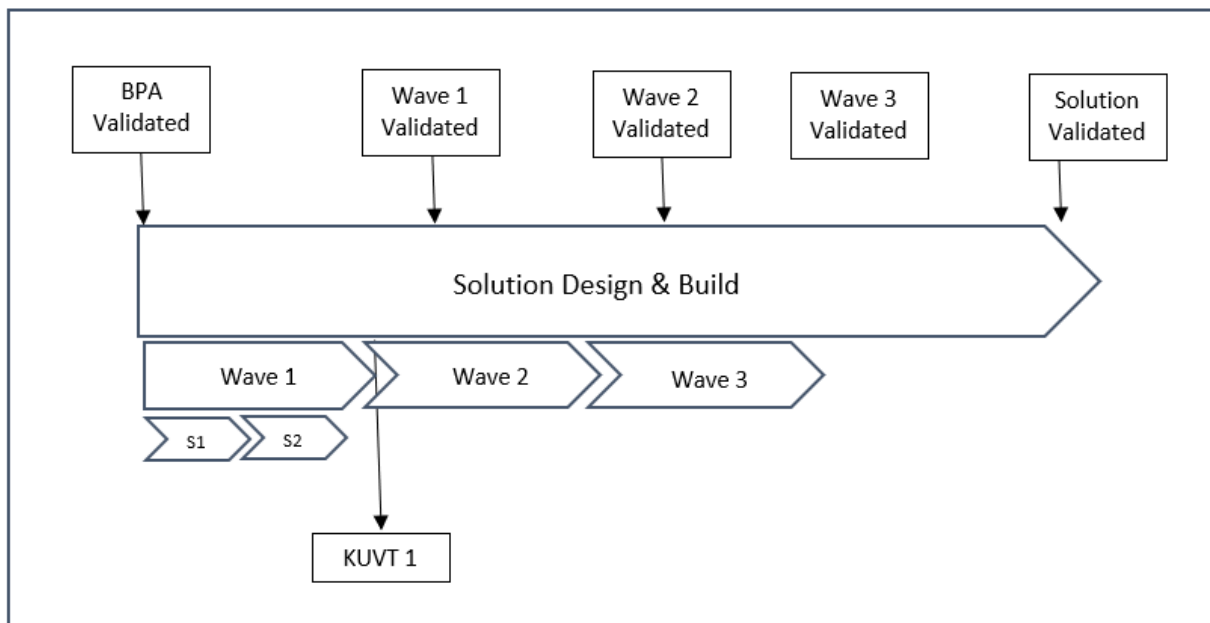 BPA
Validated
Wave 1
Validated
Wave 2
Validated
Wave 3
Validated
Solution
Validated
Solution Design & Build
Wave 1
Wave 2
Wave 3
S1
S2
KUVT 1